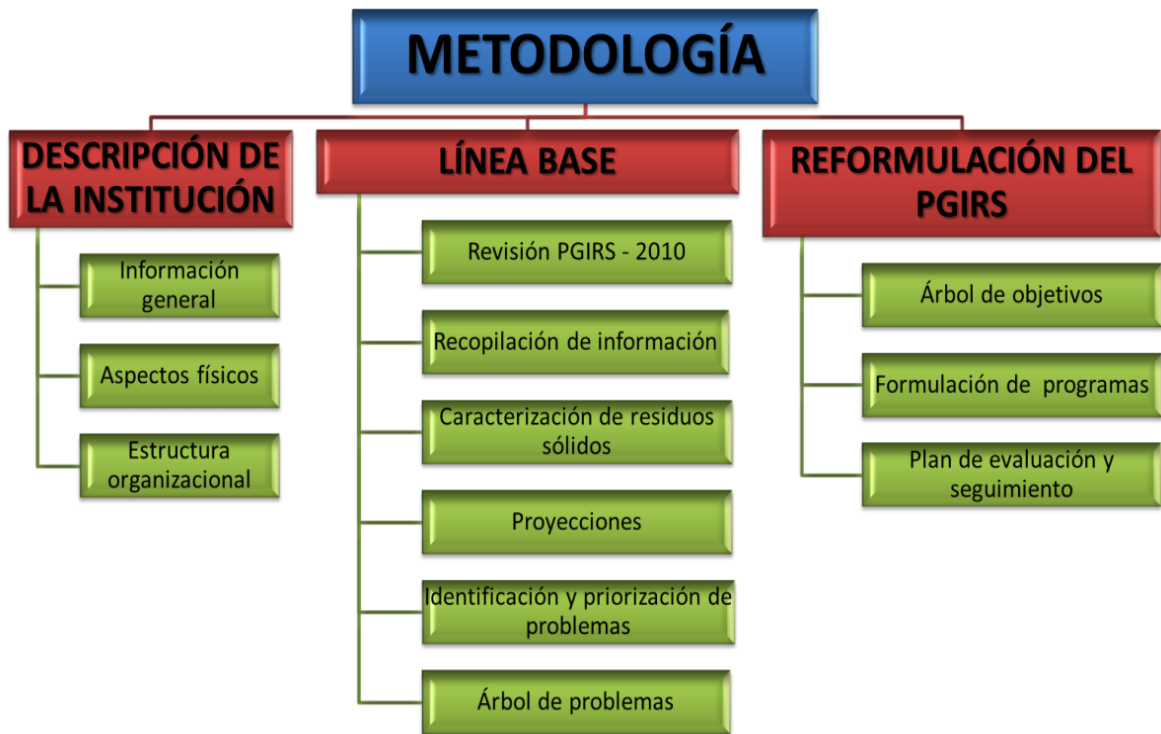 METODOLOGÍA
DESCRIPCIÓN DE
LA INSTITUCIÓN
Información
general
Aspectos físicos
Estructura
organizacional
LÍNEA BASE
Revisión PGIRS - 2010
Recopilación de información
Caracterización de residuos
sólidos
Proyecciones
Identificación y priorización de
problemas
Árbol de problemas
REFORMULACIÓN DEL
PGIRS
Árbol de objetivos
Formulación de programas
Plan de evaluación y
seguimiento